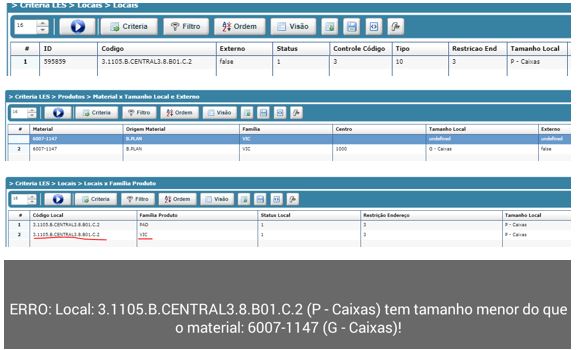 > Criteria LES > Locais > Locais
16 Criteria Filtro Ordem Visão
# ID Codigo Externo Status Controle Código Tipo Restricao End Tamanho Local
1 595859 3.1105.B.CENTRAL3.8.B01.C.2 false 1 3 10 3 P - Caixas
> Criteria LES > Produtos > Material x Tamanho Local e Externo
16 Criteria Filtro Ordem Visão
# Material Origem Material Familia Centro Tamanho Local Externo
6007-1147 B.PLAN VIC undefined undefined
2 6007-1147 B.PLAN VIC 1000 G - Caixas false
> Criteria LES > Locais > Locais x Familia Produto
16 Criteria Filtro Ordem Visão
# Código Local Familia Produto Status Local Restrição Endereço Tamanho Local
1 3.1105.B.CENTRAL3.8.B01.C.2 PAD 1 3 P - Caixas
2 3.1105.B.CENTRAL3.8.B01.C.2 VIC 1 3 P - Caixas
ERRO: Local: 3.1105.B.CENTRAL3.8.B01.C.2 (P - Caixas) tem tamanho menor do que
o material: 6007-1147 (G - Caixas)!